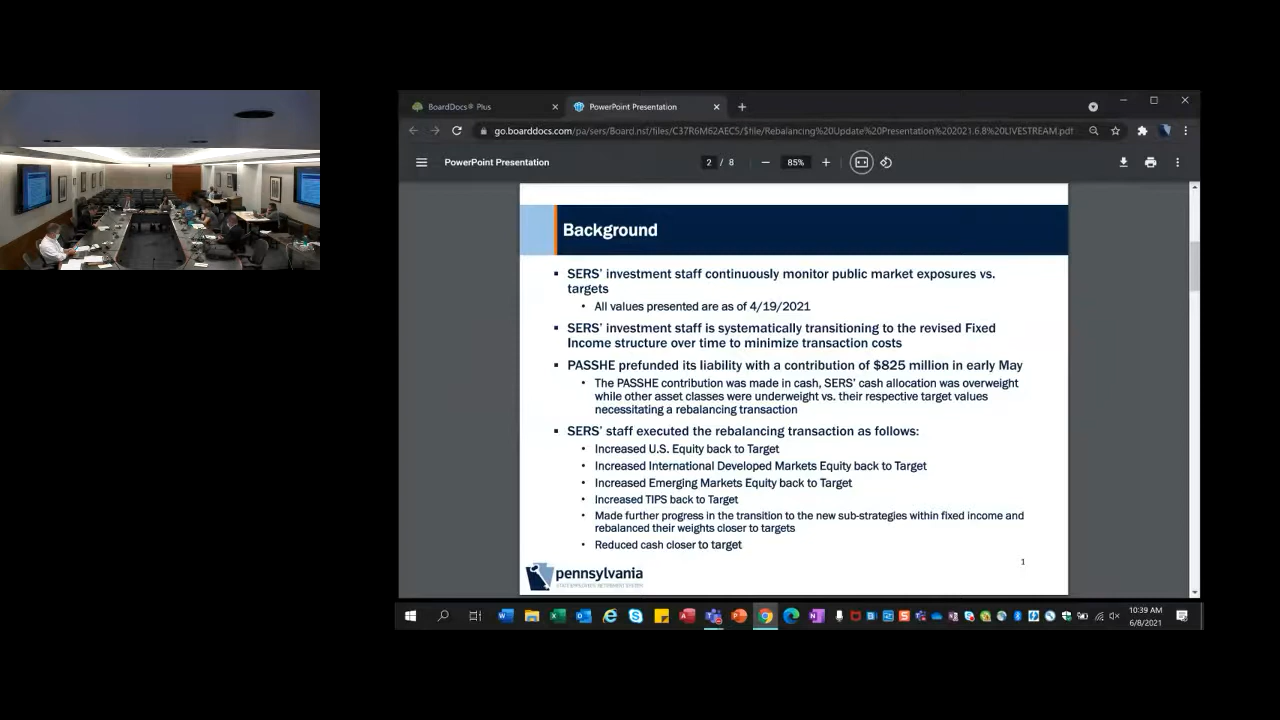 BoardDocs® Plus
PowerPoint Presentation
go.boarddocs.com/pa/sers/Board.nsf/files/C37R6M62AEC5/$file/Rebalancing%20Update%20Presentation%202021.6.8%20LIVESTREAM.pdf
PowerPoint Presentation
2 / 8
85%
Background
▪ SERS' investment staff continuously monitor public market exposures vs.
targets
• All values presented are as of 4/19/2021
▪ SERS' investment staff is systematically transitioning to the revised Fixed
Income structure over time to minimize transaction costs
▪ PASSHE prefunded its liability with a contribution of $825 million in early May
• The PASSHE contribution was made in cash, SERS' cash allocation was overweight
while other asset classes were underweight vs. their respective target values
necessitating a rebalancing transaction
▪ SERS' staff executed the rebalancing transaction as follows:
• Increased U.S. Equity back to Target
• Increased International Developed Markets Equity back to Target
• Increased Emerging Markets Equity back to Target
• Increased TIPS back to Target
• Made further progress in the transition to the new sub-strategies within fixed income and
rebalanced their weights closer to targets
• Reduced cash closer to target
1
pennsylvania
STATE EMPLOYEES' RETIREMENT SYSTEM
10:39 AM
6/8/2021